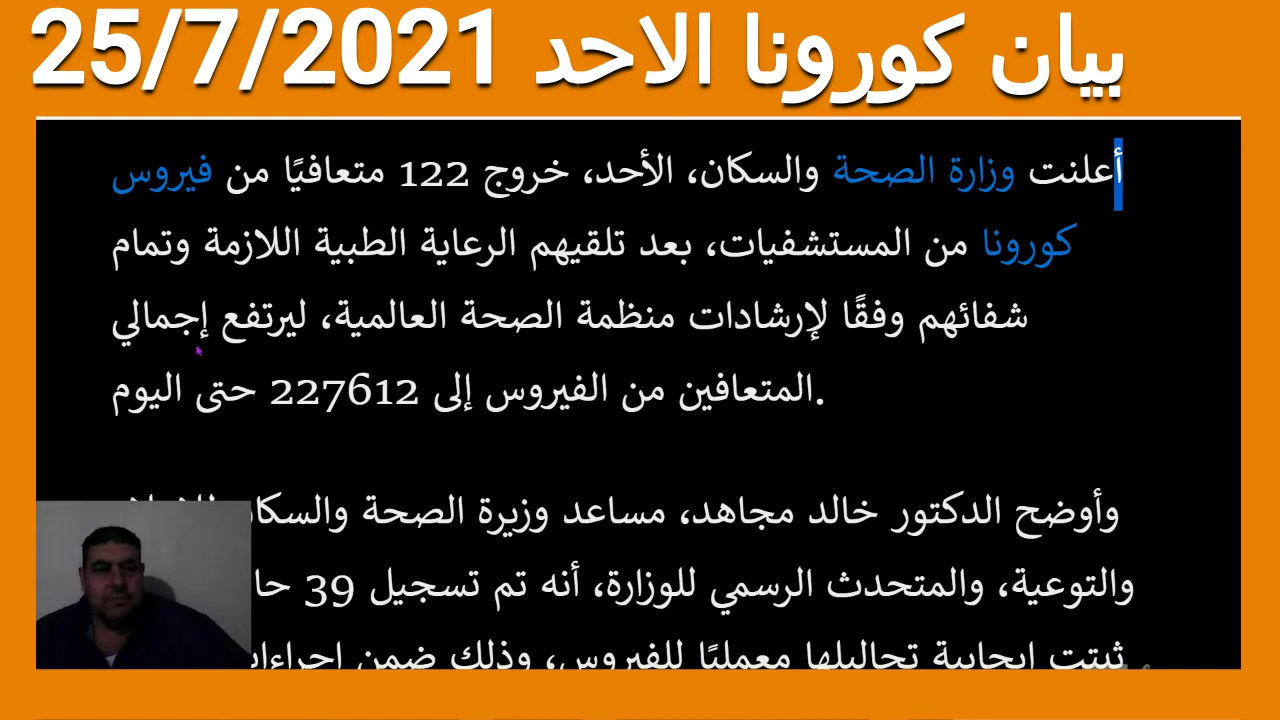 بيان كورونا الاحد 25/7/2021
أعلنت وزارة الصحة والسكان، الأحد، خروج 122 متعافيًا من فيروس
كورونا من المستشفيات، بعد تلقيهم الرعاية الطبية اللازمة وتمام
شفائهم وفقًا لإرشادات منظمة الصحة العالمية، ليرتفع إجمالي
المتعافين من الفيروس إلى 227612 حتى اليوم.
وأوضح الدكتور خالد مجاهد، مساعد وزيرة الصحة والسكان
والتوعية، والمتحدث الرسمي للوزارة، أنه تم تسجيل 39
ثبتت إيجابية تحاليلها معمليًا للفيروس، وذلك ضمن